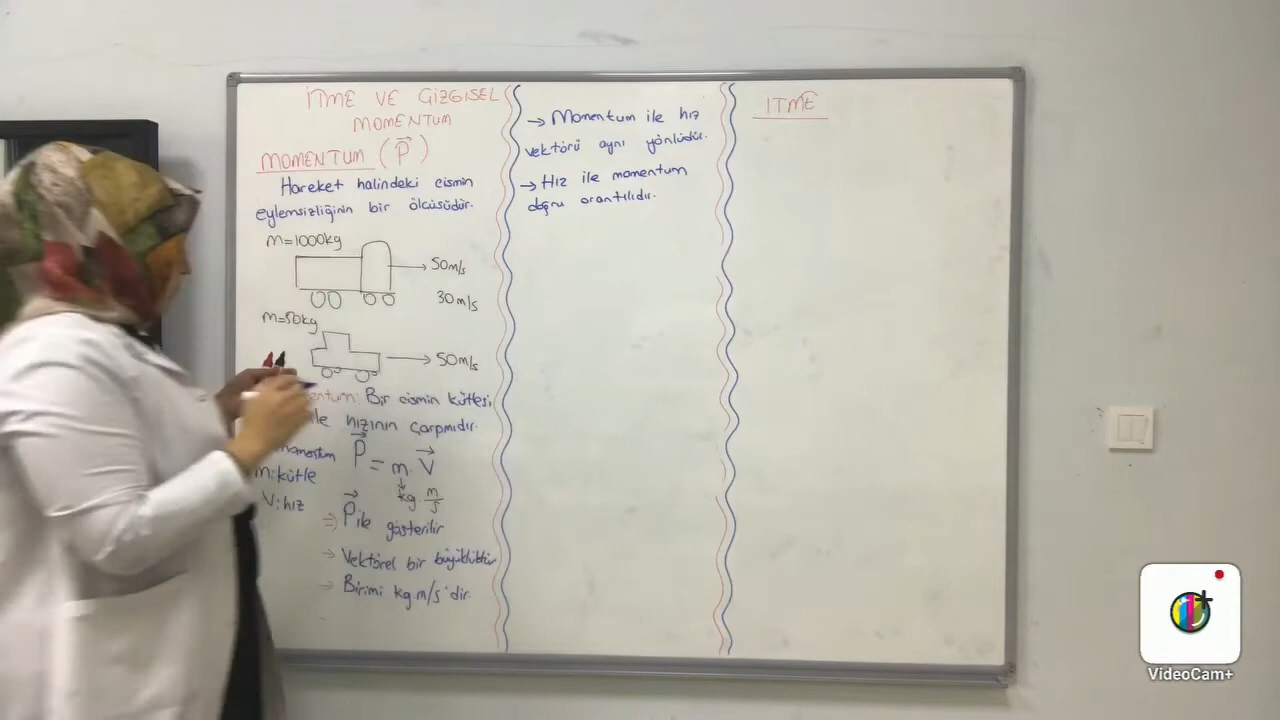 İTME VE ÇİZGİSEL
MOMENTUM
MOMENTUM (P)
Hareket halindeki cismin
eylemsizliğinin bir ölçüsüdür.
m=1000kg
50m/s
30m/s
m=50kg
50m/s
entum: Bir cismin kütlesi
ile hızının çarpımıdır.
momentum
P = m. V
m: kütle
kg. m/s
V: hız
⇒ P ile gösterilir
→ Vektörel bir büyüklüktür
→ Birimi kg.m/s'dir.
→ Momentum ile hız
vektörü aynı yönlüdür.
→ Hız ile momentum
doğru orantılıdır.
İTME
VideoCam+